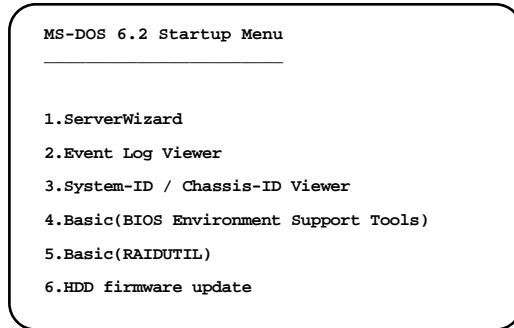 MS-DOS 6.2 Startup Menu
1.ServerWizard
2.Event Log Viewer
3.System-ID / Chassis-ID Viewer
4.Basic(BIOS Environment Support Tools)
5.Basic(RAIDUTIL)
6.HDD firmware update